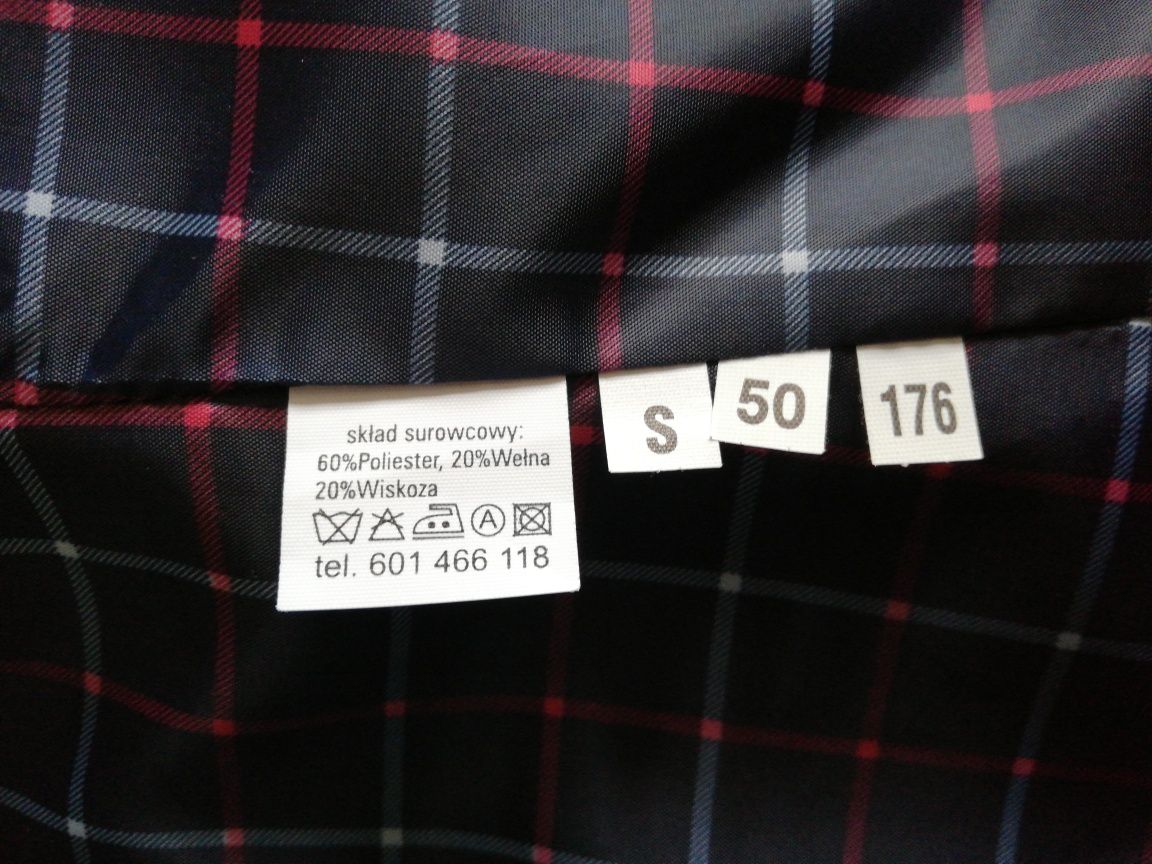 skład surowcowy:
60%Poliester, 20%Wełna
20%Wiskoza
A
tel. 601 466 118
S
50
176